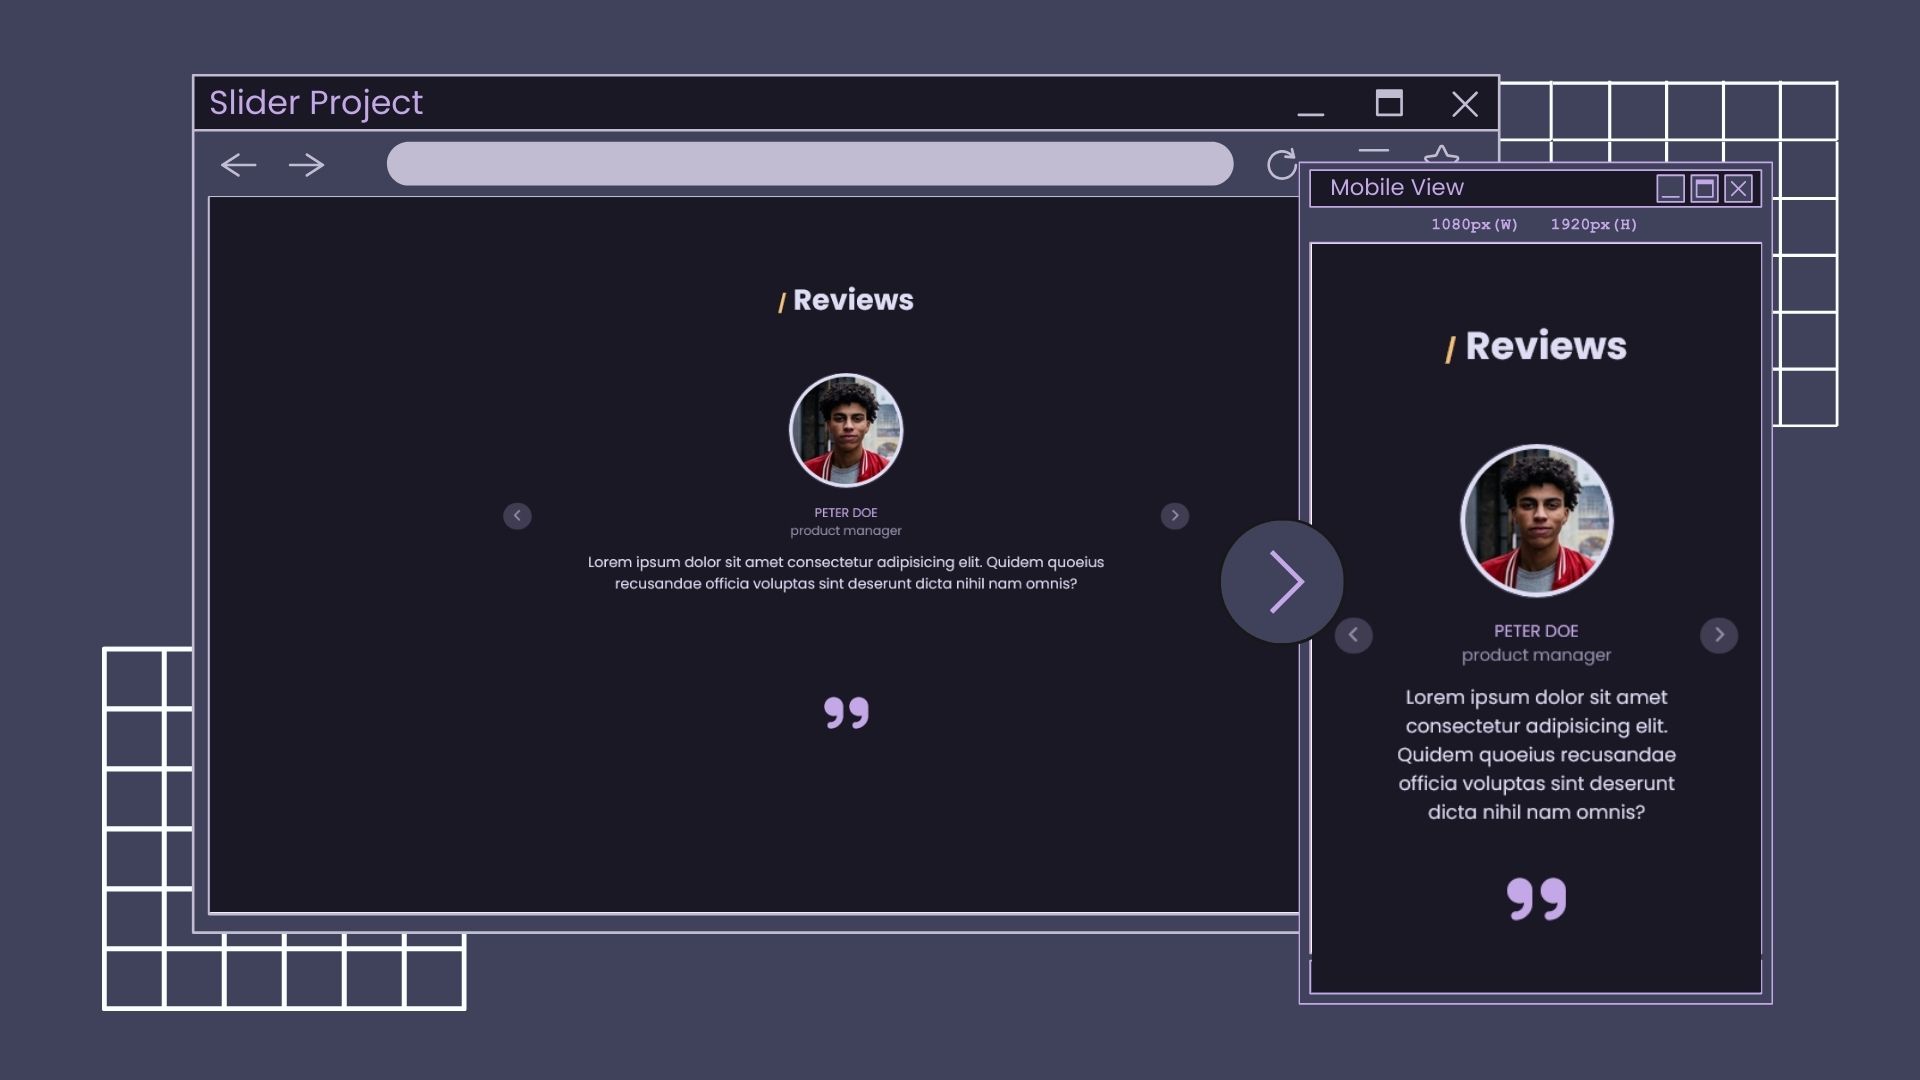 Slider Project
/ Reviews
PETER DOE
product manager
Lorem ipsum dolor sit amet consectetur adipisicing elit. Quidem quoeius
recusandae officia voluptas sint deserunt dicta nihil nam omnis?
”
Mobile View
1080px(W) 1920px(H)
/ Reviews
PETER DOE
product manager
Lorem ipsum dolor sit amet
consectetur adipisicing elit.
Quidem quoeius recusandae
officia voluptas sint deserunt
dicta nihil nam omnis?
”